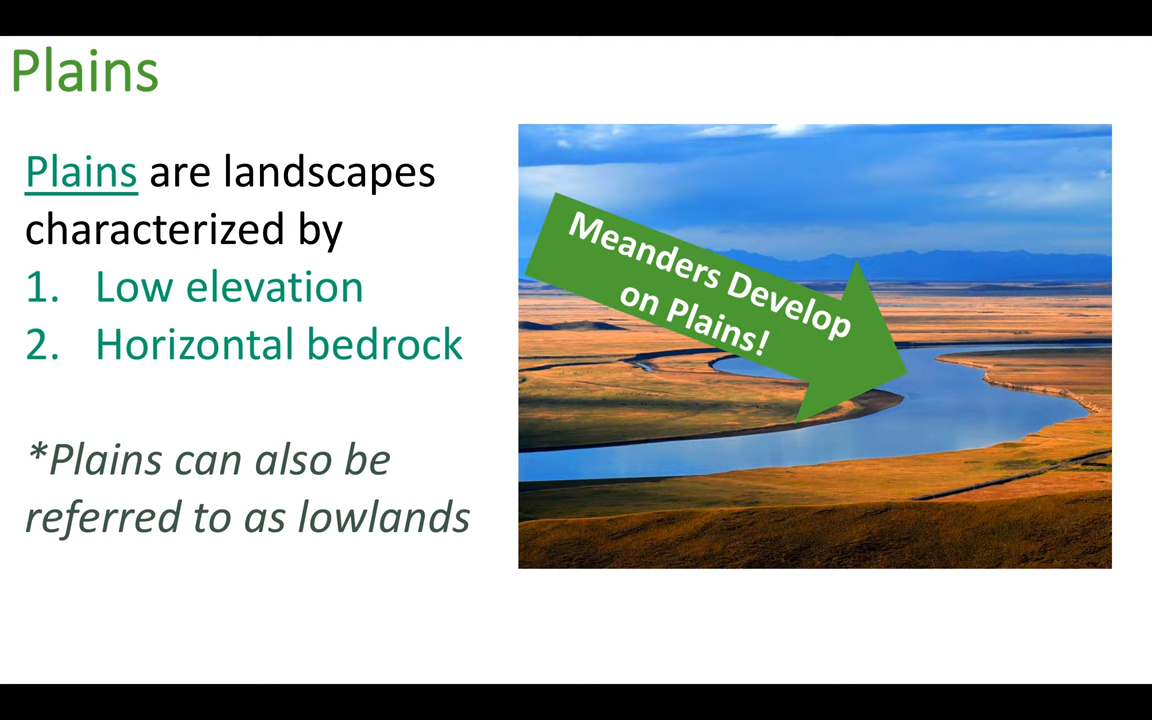 Plains
Plains are landscapes
characterized by
1. Low elevation
2. Horizontal bedrock
*Plains can also be
referred to as lowlands
Meanders Develop
on Plains!